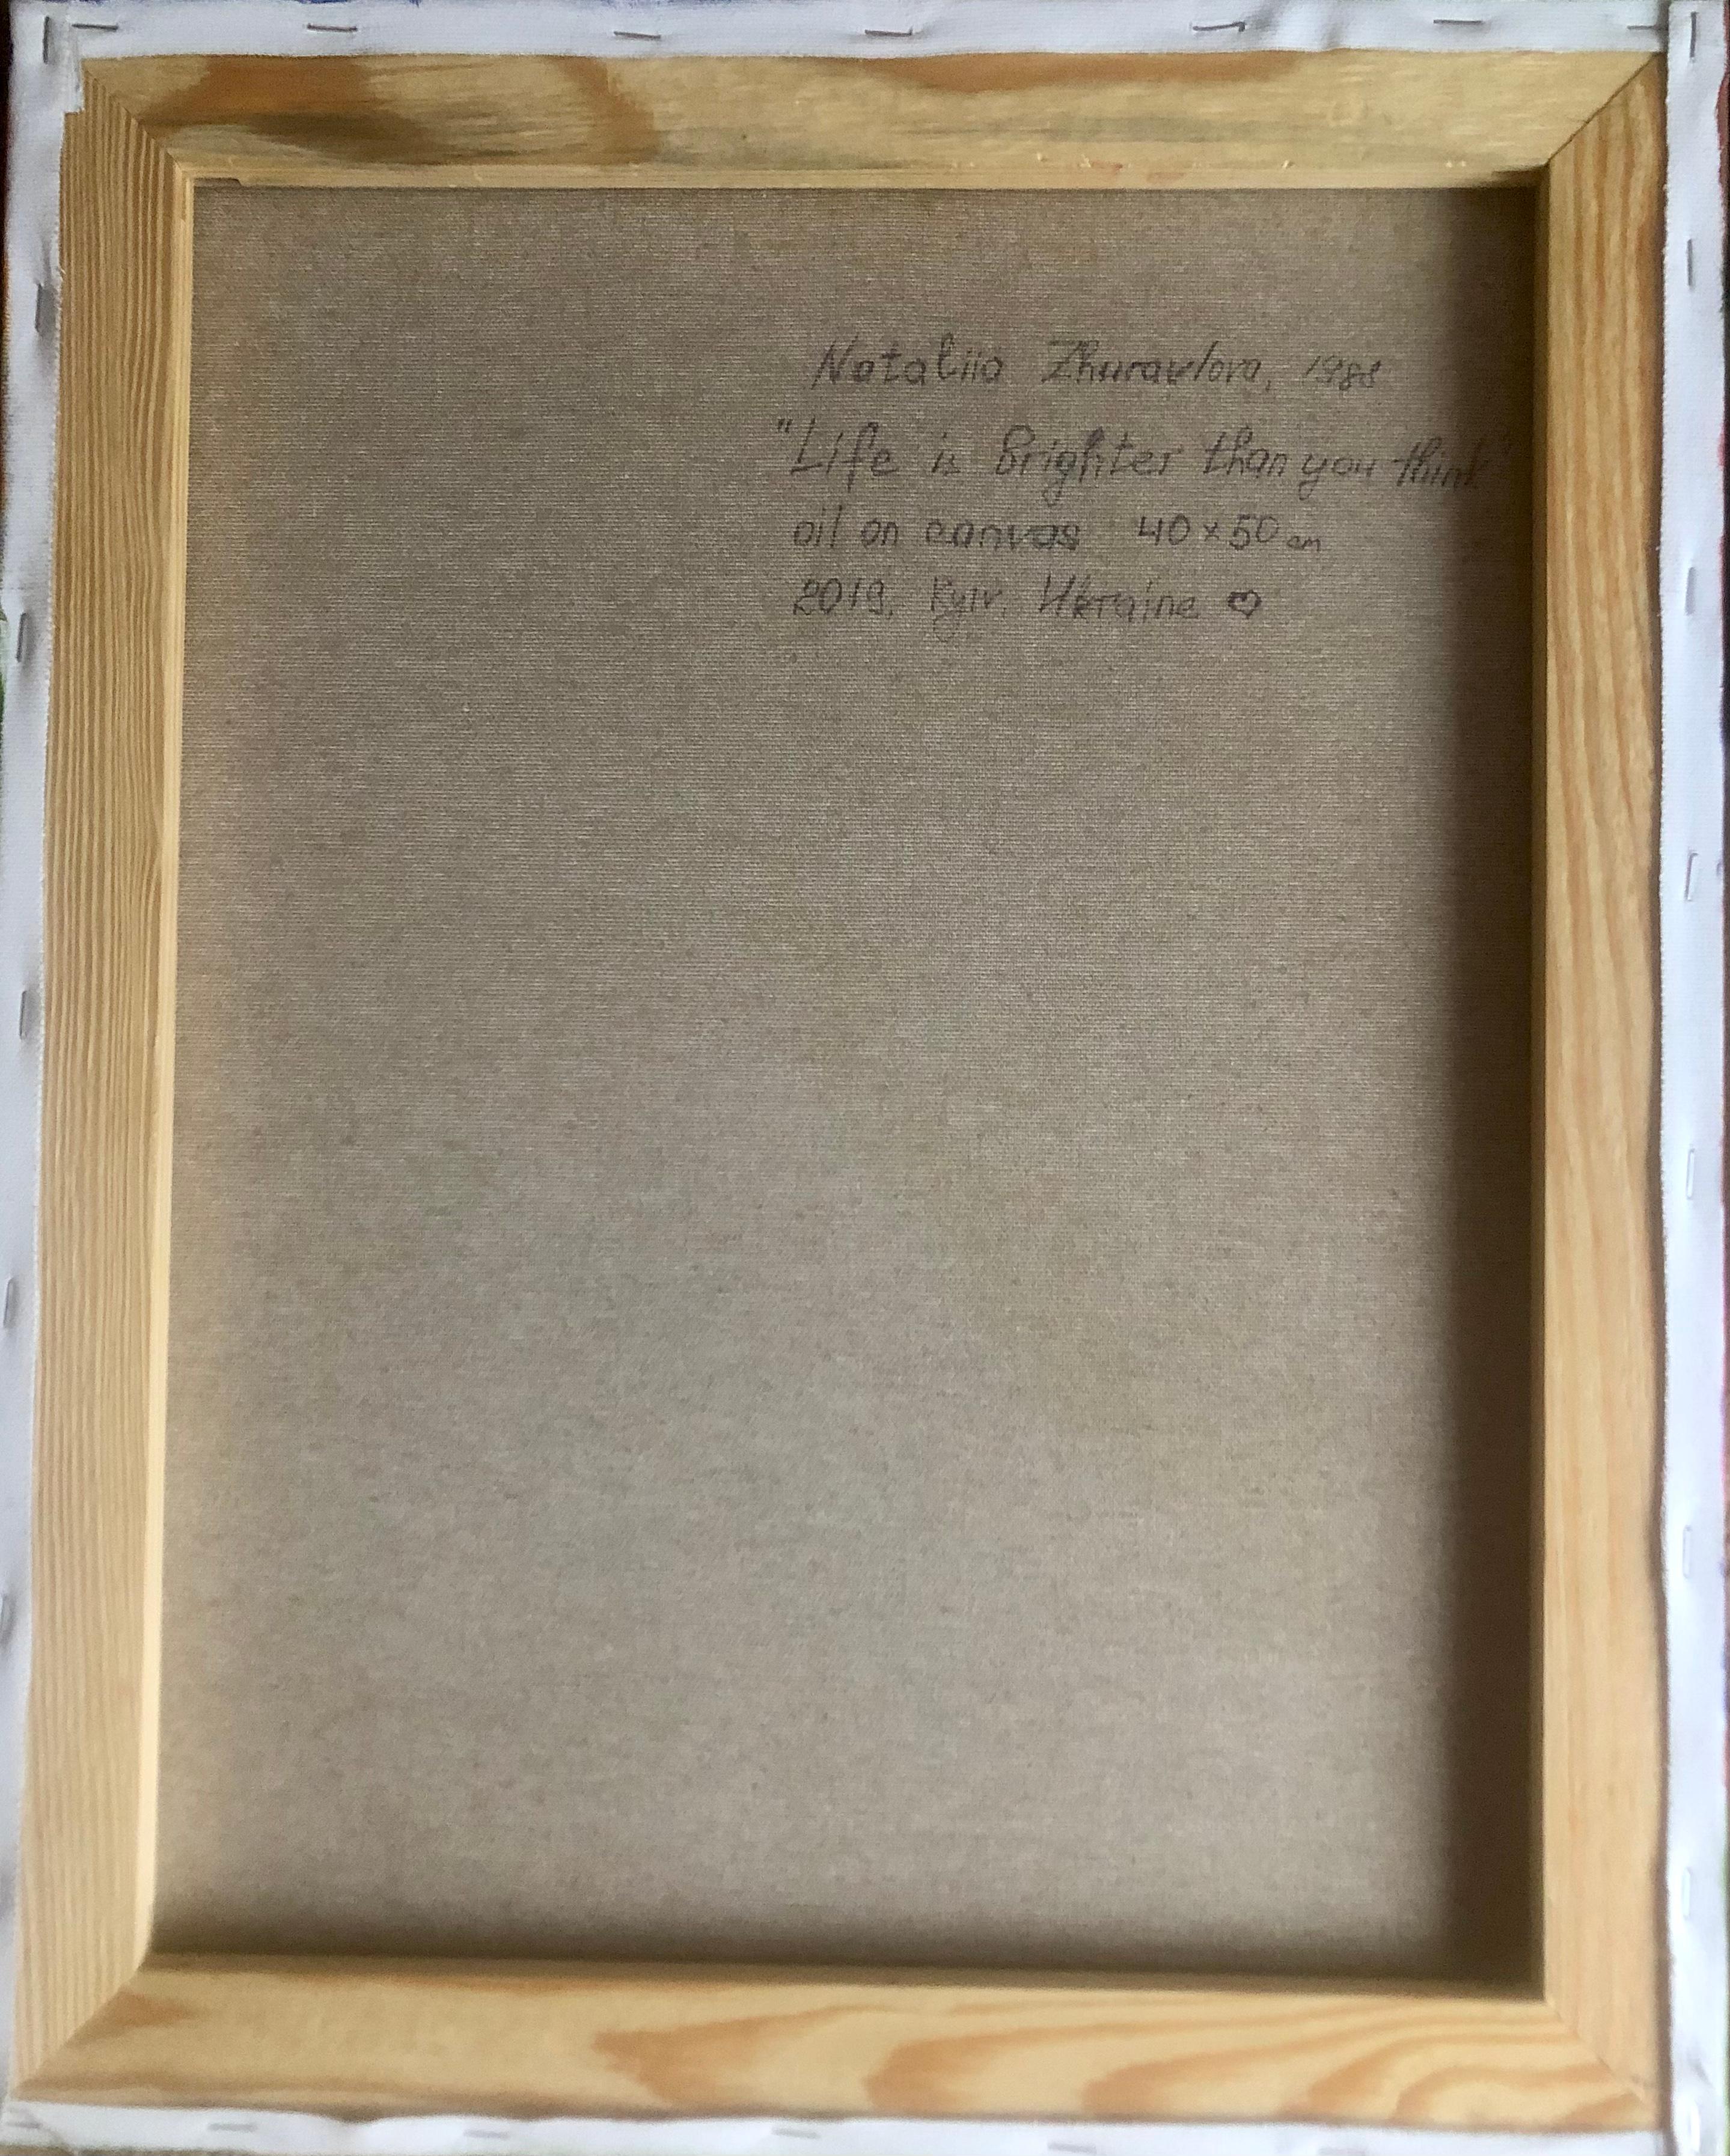 Nataliia Zhuravlova, 1988
"Life is brighter than you think"
oil on canvas 40 x 50 cm
2019. Kyiv. Ukraine ♡